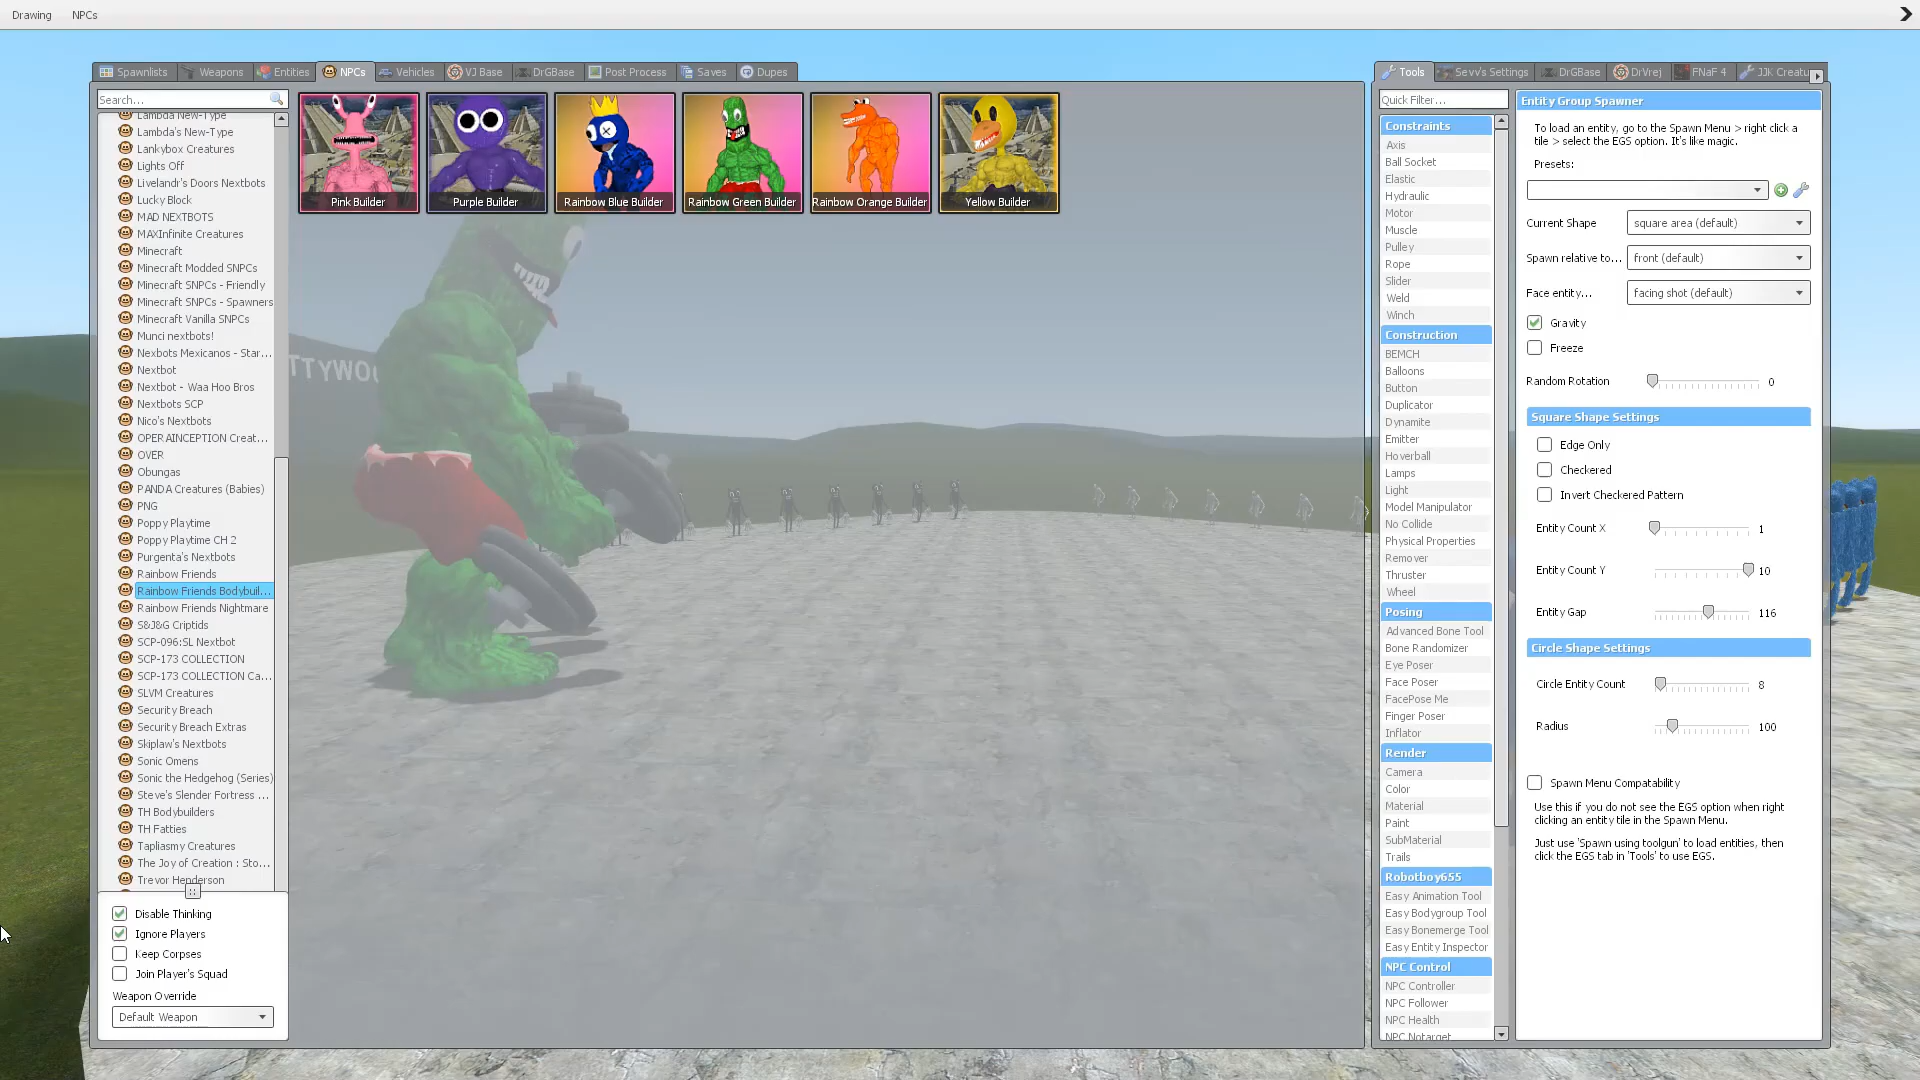 Drawing NPCs
Spawnlists Weapons Entities NPCs Vehicles VJ Base DrGBase Post Process Saves Dupes
Search...
Lambda New-Type
Lambda's New-Type
Lankybox Creatures
Lights Off
Livelandr's Doors Nextbots
Lucky Block
MAD NEXTBOTS
MAXInfinite Creatures
Minecraft
Minecraft Modded SNPCs
Minecraft SNPCs - Friendly
Minecraft SNPCs - Spawners
Minecraft Vanilla SNPCs
Munci nextbots!
Nexbots Mexicanos - Star...
Nextbot
Nextbot - Waa Hoo Bros
Nextbots SCP
Nico's Nextbots
OPERAINCEPTION Creat...
OVER
Obungas
PANDA Creatures (Babies)
PNG
Poppy Playtime
Poppy Playtime CH 2
Purgenta's Nextbots
Rainbow Friends
Rainbow Friends Bodybuil...
Rainbow Friends Nightmare
S&J&G Criptids
SCP-096:SL Nextbot
SCP-173 COLLECTION
SCP-173 COLLECTION Ca...
SLVM Creatures
Security Breach
Security Breach Extras
Skiplaw's Nextbots
Sonic Omens
Sonic the Hedgehog (Series)
Steve's Slender Fortress ...
TH Bodybuilders
TH Fatties
Tapliasmy Creatures
The Joy of Creation : Sto...
Trevor Henderson
Disable Thinking
Ignore Players
Keep Corpses
Join Player's Squad
Weapon Override
Default Weapon
Pink Builder
Purple Builder
Rainbow Blue Builder
Rainbow Green Builder
Rainbow Orange Builder
Yellow Builder
TTYWOO
Tools Sevv's Settings DrGBase DrVrej FNaF 4 JJk Creatu
Quick Filter...
Constraints
Axis
Ball Socket
Elastic
Hydraulic
Motor
Muscle
Pulley
Rope
Slider
Weld
Winch
Construction
BEMCH
Balloons
Button
Duplicator
Dynamite
Emitter
Hoverball
Lamps
Light
Model Manipulator
No Collide
Physical Properties
Remover
Thruster
Wheel
Posing
Advanced Bone Tool
Bone Randomizer
Eye Poser
Face Poser
FacePose Me
Finger Poser
Inflator
Render
Camera
Color
Material
Paint
SubMaterial
Trails
Robotboy655
Easy Animation Tool
Easy Bodygroup Tool
Easy Bonemerge Tool
Easy Entity Inspector
NPC Control
NPC Controller
NPC Follower
NPC Health
NPC Notarget
Entity Group Spawner
To load an entity, go to the Spawn Menu > right click a
tile > select the EGS option. It's like magic.
Presets:
Current Shape square area (default)
Spawn relative to... front (default)
Face entity... facing shot (default)
Gravity
Freeze
Random Rotation 0
Square Shape Settings
Edge Only
Checkered
Invert Checkered Pattern
Entity Count X 1
Entity Count Y 10
Entity Gap 116
Circle Shape Settings
Circle Entity Count 8
Radius 100
Spawn Menu Compatability
Use this if you do not see the EGS option when right
clicking an entity tile in the Spawn Menu.
Just use 'Spawn using toolgun' to load entities, then
click the EGS tab in 'Tools' to use EGS.